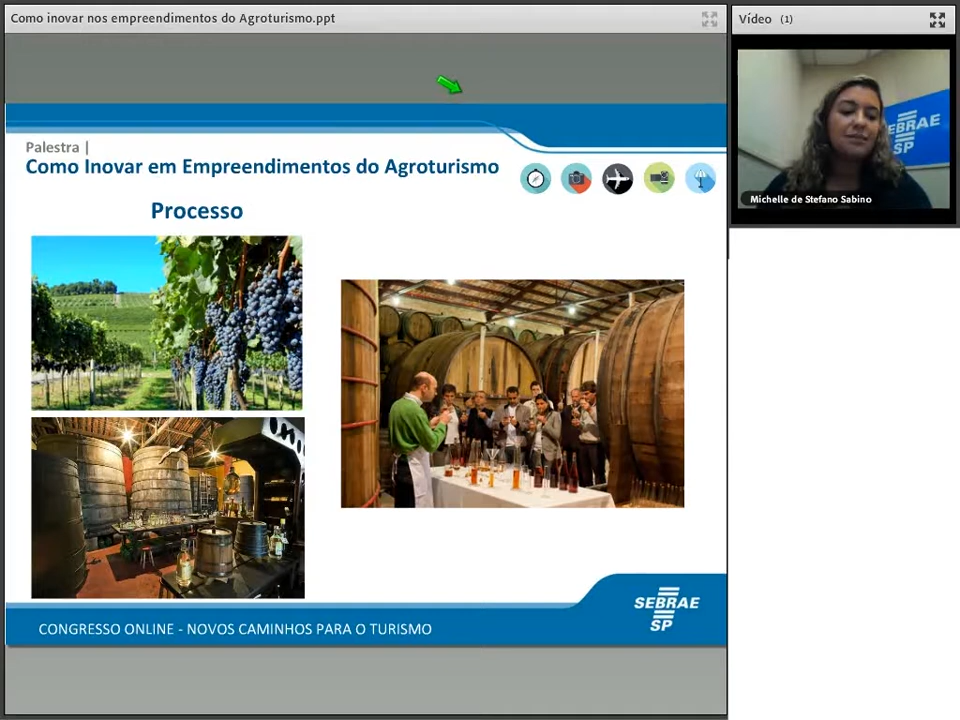 Como inovar nos empreendimentos do Agroturismo.ppt
Vídeo (1)
SEBRAE
SP
Michelle de Stefano Sabino
Palestra |
Como Inovar em Empreendimentos do Agroturismo
Processo
SEBRAE
SP
CONGRESSO ONLINE - NOVOS CAMINHOS PARA O TURISMO